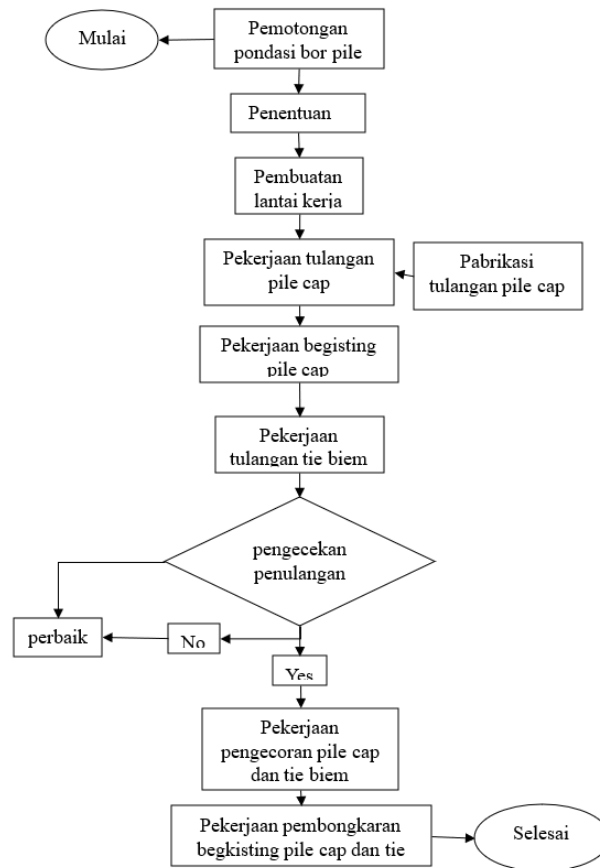 Mulai
Pemotongan
pondasi bor pile
Penentuan
Pembuatan
lantai kerja
Pekerjaan tulangan
pile cap
Pabrikasi
tulangan pile cap
Pekerjaan begisting
pile cap
Pekerjaan
tulangan tie biem
pengecekan
penulangan
perbaik
No
Yes
Pekerjaan
pengecoran pile cap
dan tie biem
Pekerjaan pembongkaran
begkisting pile cap dan tie
Selesai